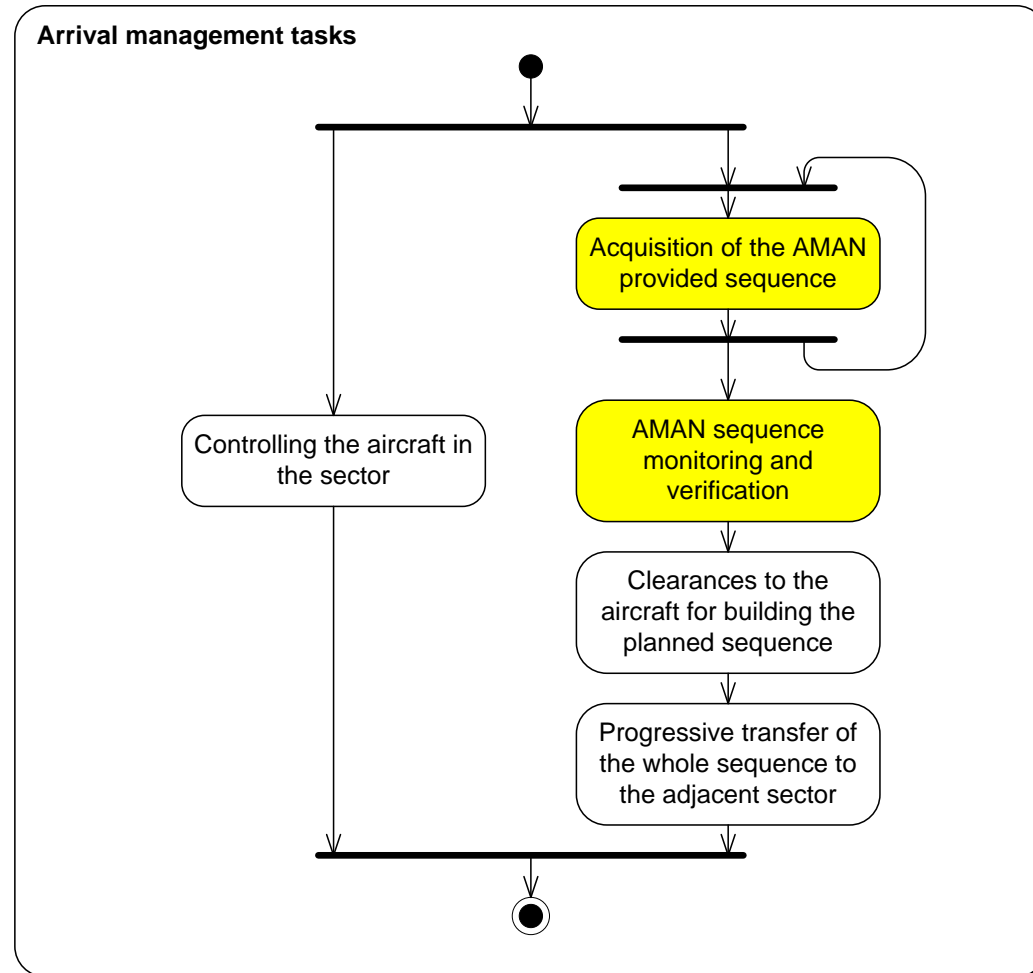 Arrival management tasks
Acquisition of the AMAN
provided sequence
Controlling the aircraft in
the sector
AMAN sequence
monitoring and
verification
Clearances to the
aircraft for building the
planned sequence
Progressive transfer of
the whole sequence to
the adjacent sector